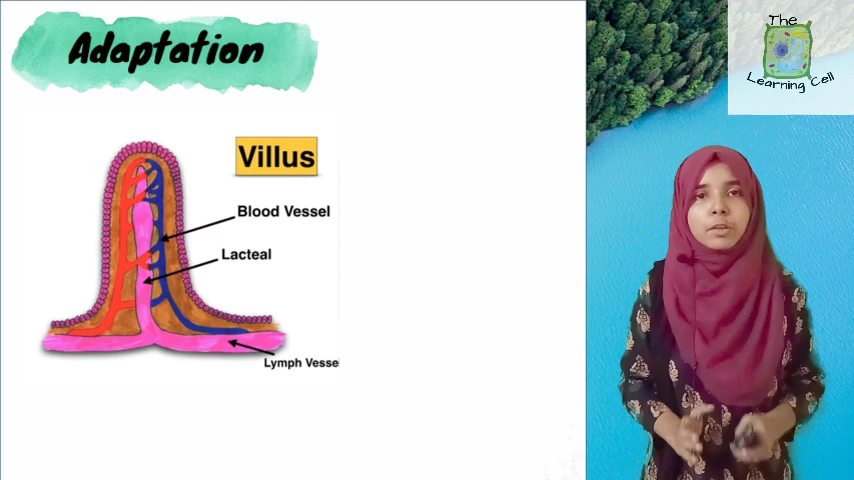 Adaptation
The
Learning Cell
Villus
Blood Vessel
Lacteal
Lymph Vesse